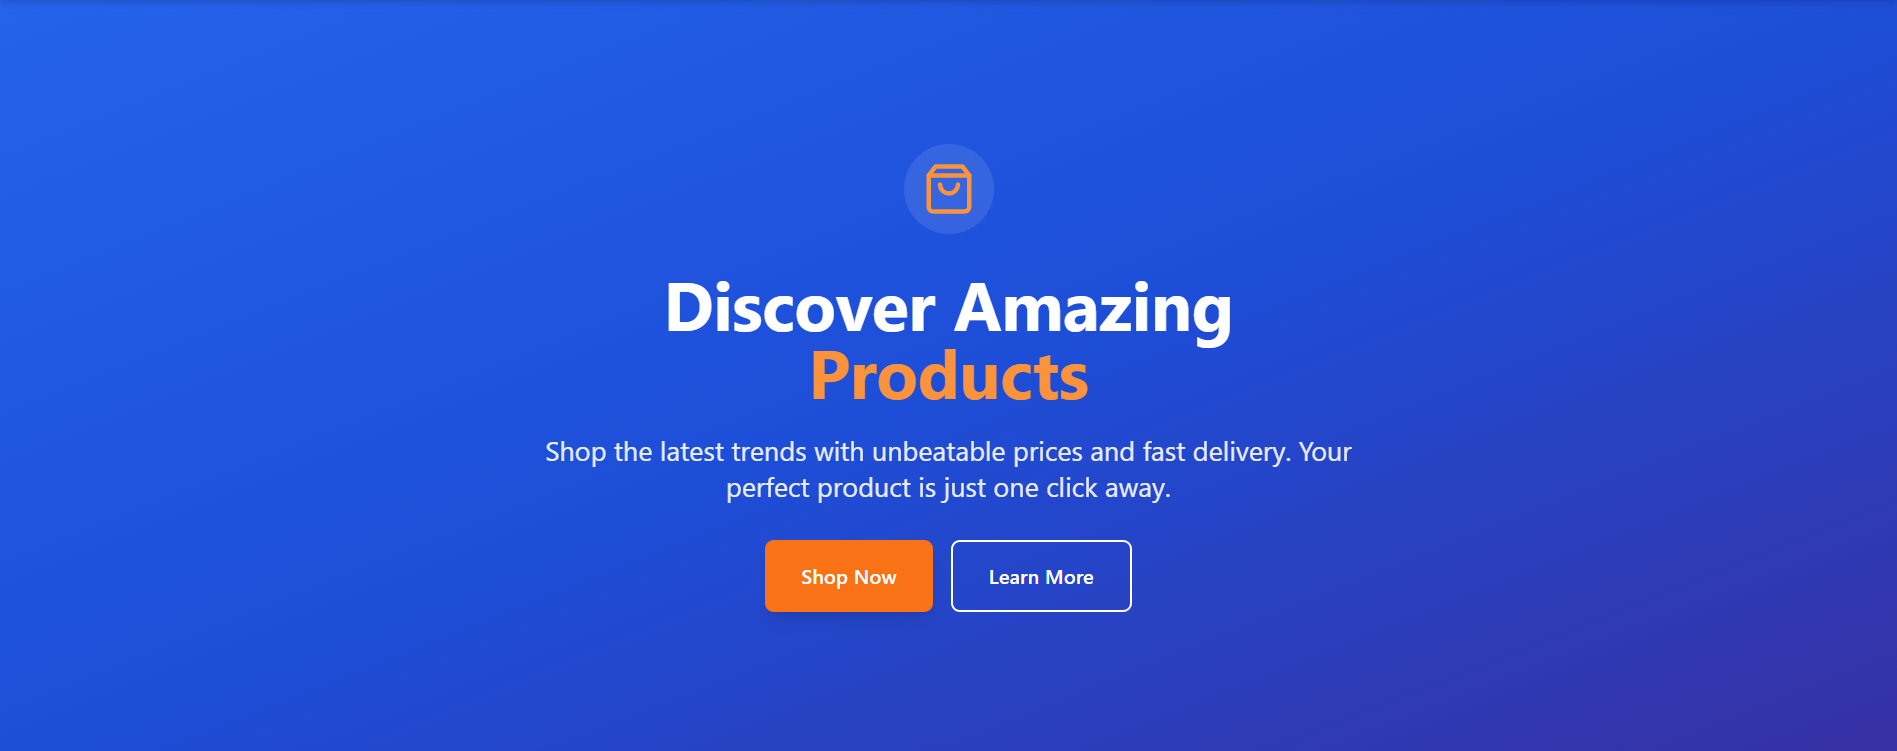 Discover Amazing
Products
Shop the latest trends with unbeatable prices and fast delivery. Your
perfect product is just one click away.
Shop Now
Learn More